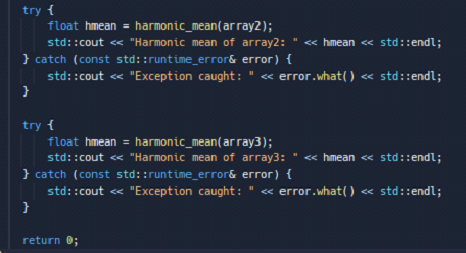 try {
    float hmean = harmonic_mean(array2);
    std::cout << "Harmonic mean of array2: " << hmean << std::endl;
} catch (const std::runtime_error& error) {
    std::cout << "Exception caught: " << error.what() << std::endl;
}

try {
    float hmean = harmonic_mean(array3);
    std::cout << "Harmonic mean of array3: " << hmean << std::endl;
} catch (const std::runtime_error& error) {
    std::cout << "Exception caught: " << error.what() << std::endl;
}

return 0;